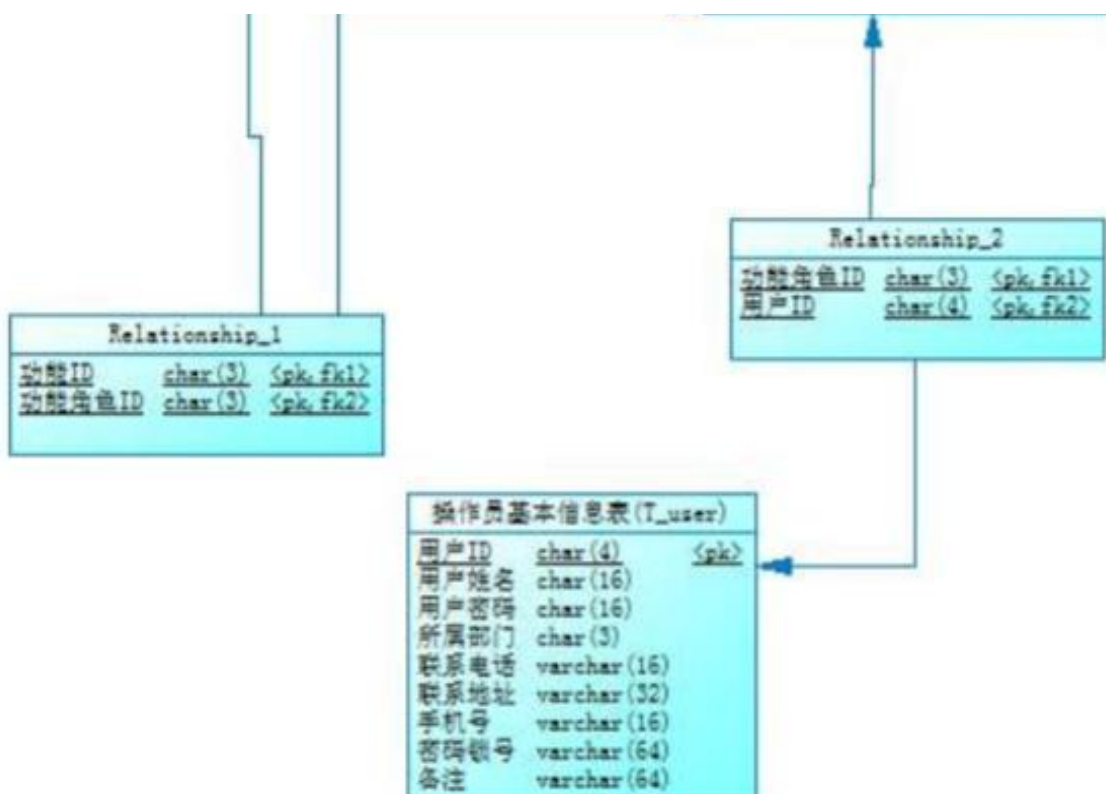 Relationship_2
功能角色ID char(3) <pk,fk1>
用户ID char(4) <pk,fk2>
Relationship_1
功能ID char(3) <pk,fk1>
功能角色ID char(3) <pk,fk2>
操作员基本信息表(T_user)
用户ID char(4) <pk>
用户姓名 char(16)
用户密码 char(16)
所属部门 char(3)
联系电话 varchar(16)
联系地址 varchar(32)
手机号 varchar(16)
密码锁号 varchar(64)
备注 varchar(64)